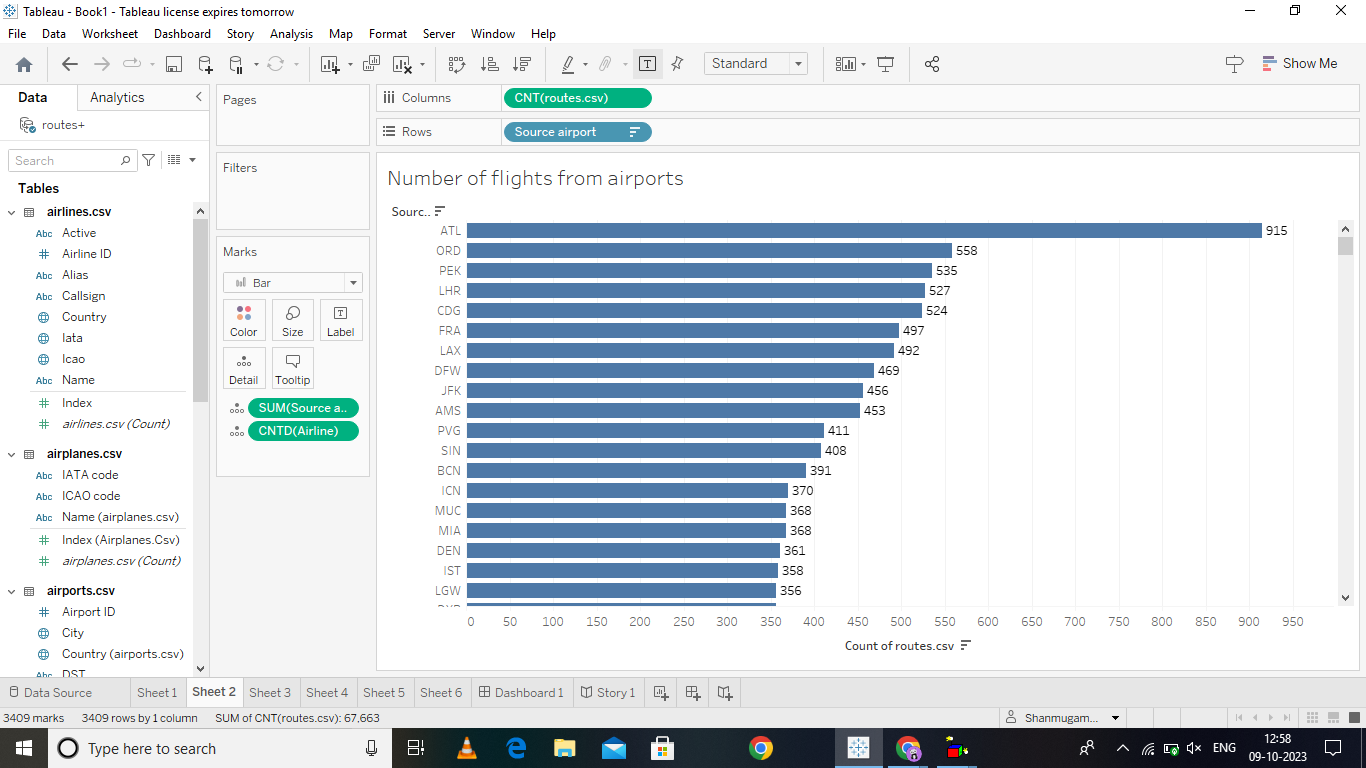 Tableau - Book1 - Tableau license expires tomorrow
File Data Worksheet Dashboard Story Analysis Map Format Server Window Help
Standard
Show Me
Data Analytics
routes+
Search
Tables
airlines.csv
Abc Active
Airline ID
Abc Alias
Abc Callsign
Country
Iata
Icao
Abc Name
Index
airlines.csv (Count)
airplanes.csv
Abc IATA code
Abc ICAO code
Abc Name (airplanes.csv)
Index (Airplanes.Csv)
airplanes.csv (Count)
airports.csv
Airport ID
City
Country (airports.csv)
Abc DST
Pages
Filters
Marks
Bar
Color Size Label
Detail Tooltip
SUM(Source a..
CNTD(Airline)
Columns CNT(routes.csv)
Rows Source airport
Number of flights from airports
Sourc..
ATL 915
ORD 558
PEK 535
LHR 527
CDG 524
FRA 497
LAX 492
DFW 469
JFK 456
AMS 453
PVG 411
SIN 408
BCN 391
ICN 370
MUC 368
MIA 368
DEN 361
IST 358
LGW 356
0 50 100 150 200 250 300 350 400 450 500 550 600 650 700 750 800 850 900 950
Count of routes.csv
Data Source Sheet 1 Sheet 2 Sheet 3 Sheet 4 Sheet 5 Sheet 6 Dashboard 1 Story 1
3409 marks 3409 rows by 1 column SUM of CNT(routes.csv): 67,663 Shanmugam...
Type here to search
ENG
12:58
09-10-2023